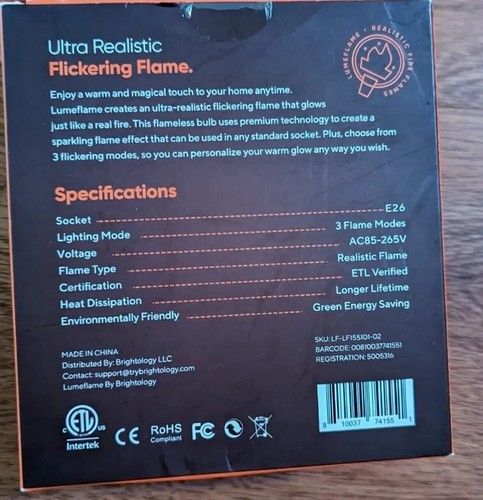 Ultra Realistic
Flickering Flame.
LUMEFLAME • REALISTIC FIRE FLAMES •
Enjoy a warm and magical touch to your home anytime.
Lumeflame creates an ultra-realistic flickering flame that glows
just like a real fire. This flameless bulb uses premium technology to create a
sparkling flame effect that can be used in any standard socket. Plus, choose from
3 flickering modes, so you can personalize your warm glow any way you wish.
Specifications
Socket E26
Lighting Mode 3 Flame Modes
Voltage AC85-265V
Flame Type Realistic Flame
Certification ETL Verified
Heat Dissipation Longer Lifetime
Environmentally Friendly Green Energy Saving
MADE IN CHINA
Distributed By: Brightology LLC
Contact: support@trybrightology.com
Lumeflame By Brightology
SKU: LF-LF155101-02
BARCODE: 00810037741551
REGISTRATION: 5005316
C ETL US
Intertek
CE
RoHS
Compliant
FC
8 10037 74155 1